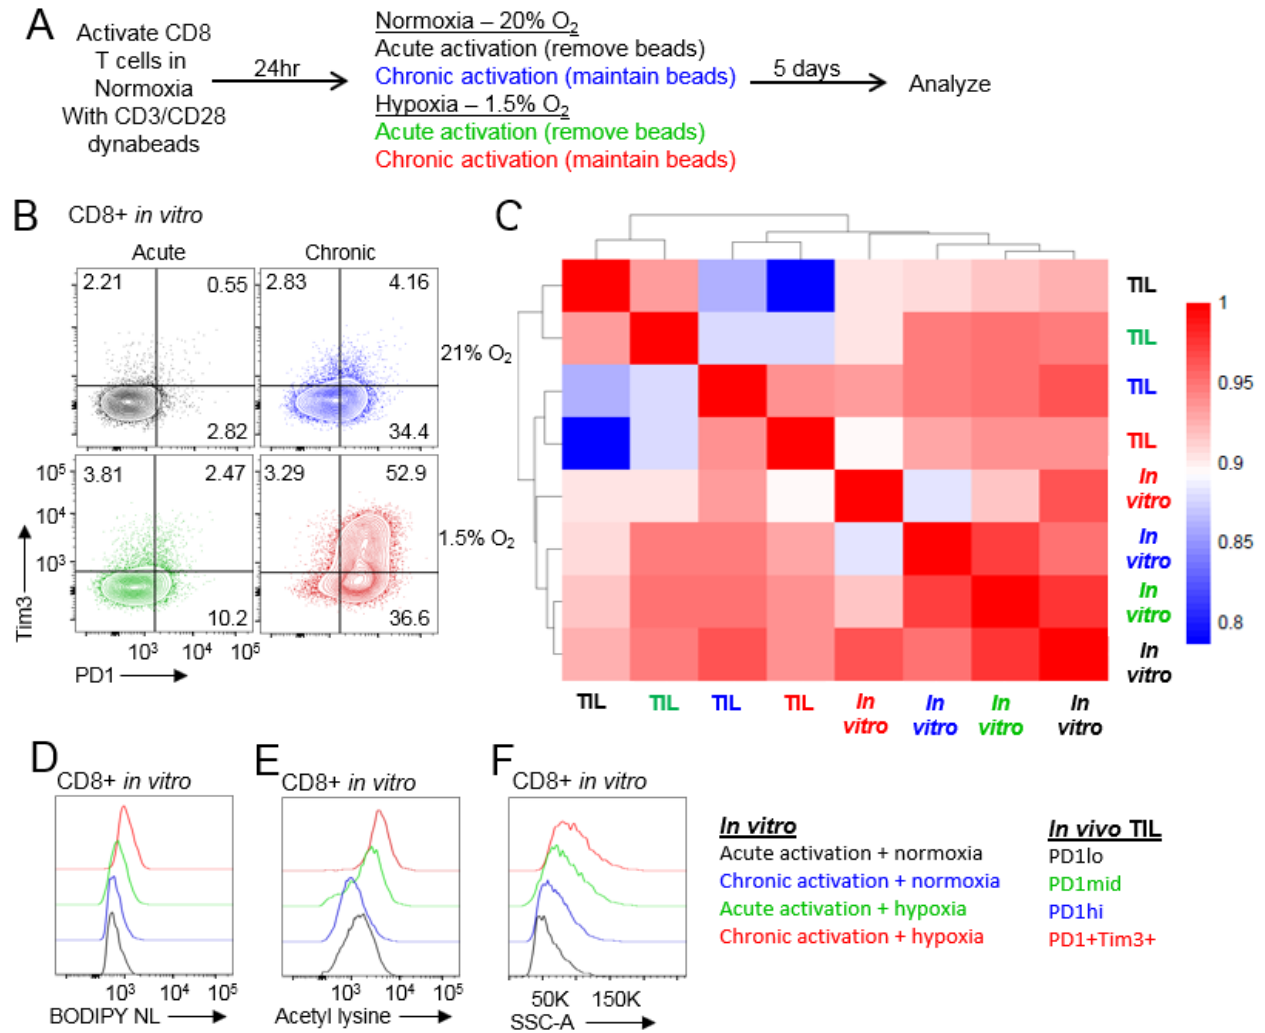 A
Activate CD8
T cells in
Normoxia
With CD3/CD28
dynabeads
24hr
Normoxia – 20% O2
Acute activation (remove beads)
Chronic activation (maintain beads)
Hypoxia – 1.5% O2
Acute activation (remove beads)
Chronic activation (maintain beads)
5 days
Analyze
B
CD8+ in vitro
Acute
Chronic
2.21
0.55
2.82
2.83
4.16
34.4
21% O2
3.81
2.47
10.2
3.29
52.9
36.6
1.5% O2
10^5
10^4
10^3
Tim3
10^3
10^4
10^5
PD1
C
TIL
TIL
TIL
TIL
In
vitro
In
vitro
In
vitro
In
vitro
TIL
TIL
TIL
TIL
In
vitro
In
vitro
In
vitro
In
vitro
1
0.95
0.9
0.85
0.8
D
CD8+ in vitro
10^3
10^4
10^5
BODIPY NL
E
CD8+ in vitro
10^3
10^4
10^5
Acetyl lysine
F
CD8+ in vitro
50K
150K
SSC-A
In vitro
Acute activation + normoxia
Chronic activation + normoxia
Acute activation + hypoxia
Chronic activation + hypoxia
In vivo TIL
PD1lo
PD1mid
PD1hi
PD1+Tim3+